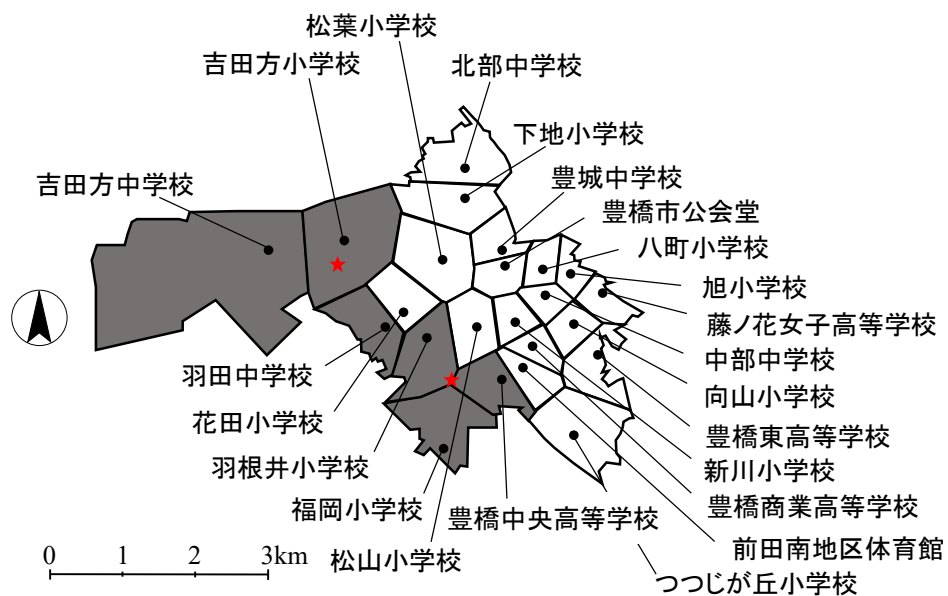 松葉小学校
吉田方小学校
北部中学校
下地小学校
吉田方中学校
豊城中学校
豊橋市公会堂
八町小学校
旭小学校
藤ノ花女子高等学校
中部中学校
羽田中学校
向山小学校
花田小学校
豊橋東高等学校
羽根井小学校
新川小学校
福岡小学校
豊橋中央高等学校
豊橋商業高等学校
松山小学校
前田南地区体育館
つつじが丘小学校
0 1 2 3km